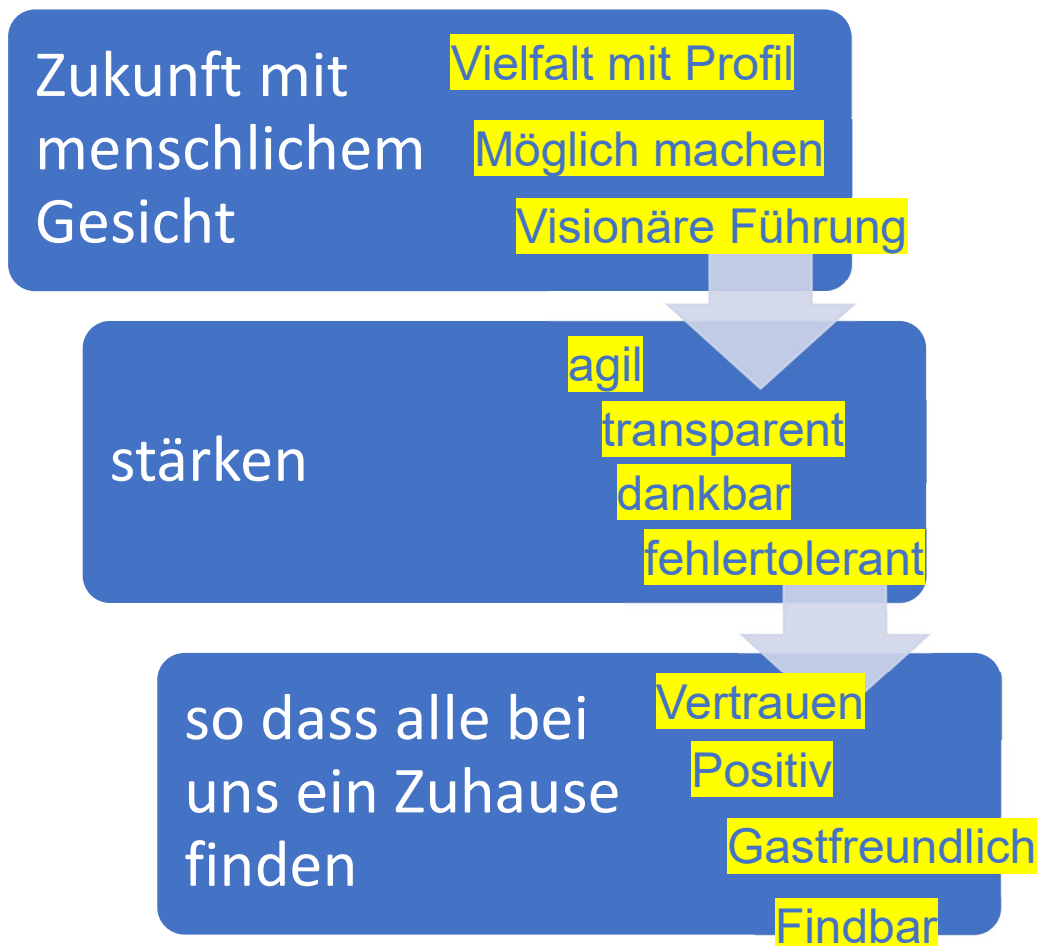 Zukunft mit
menschlichem
Gesicht
Vielfalt mit Profil
Möglich machen
Visionäre Führung
stärken
agil
transparent
dankbar
fehlertolerant
so dass alle bei
uns ein Zuhause
finden
Vertrauen
Positiv
Gastfreundlich
Findbar